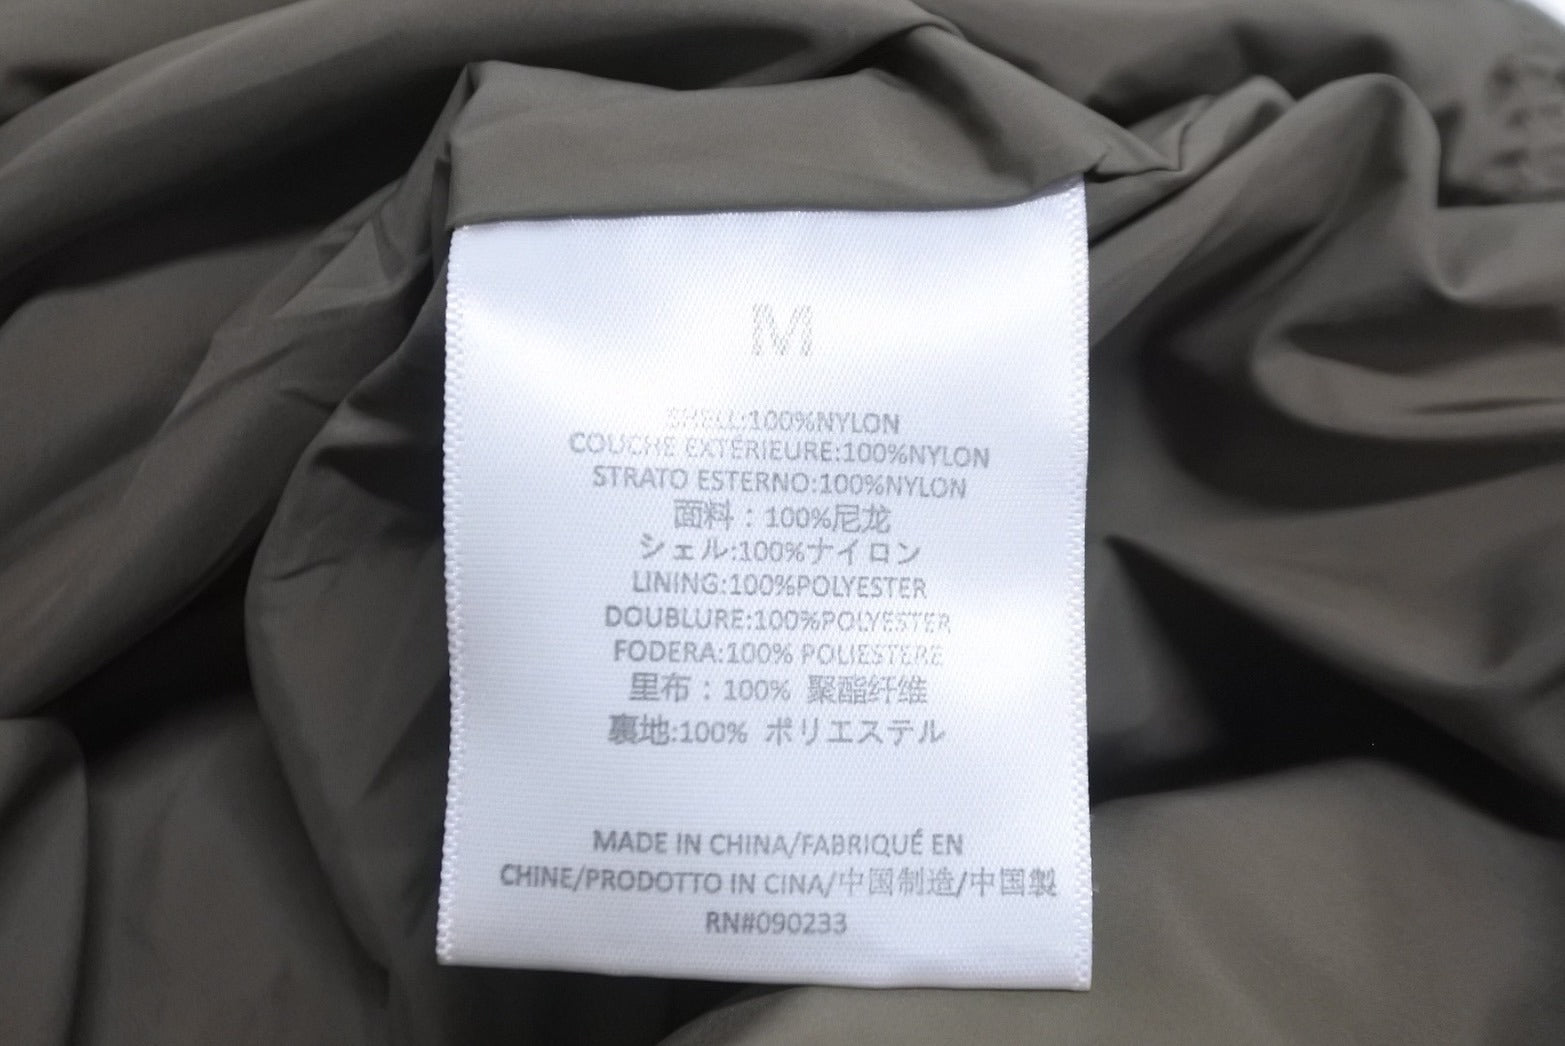 M
SHELL:100%NYLON
COUCHE EXTÉRIEURE:100%NYLON
STRATO ESTERNO:100%NYLON
面料：100%尼龙
シェル:100%ナイロン
LINING:100%POLYESTER
DOUBLURE:100%POLYESTER
FODERA:100% POLIESTERE
里布：100% 聚酯纤维
裏地:100% ポリエステル
MADE IN CHINA/FABRIQUÉ EN
CHINE/PRODOTTO IN CINA/中国制造/中国製
RN#090233